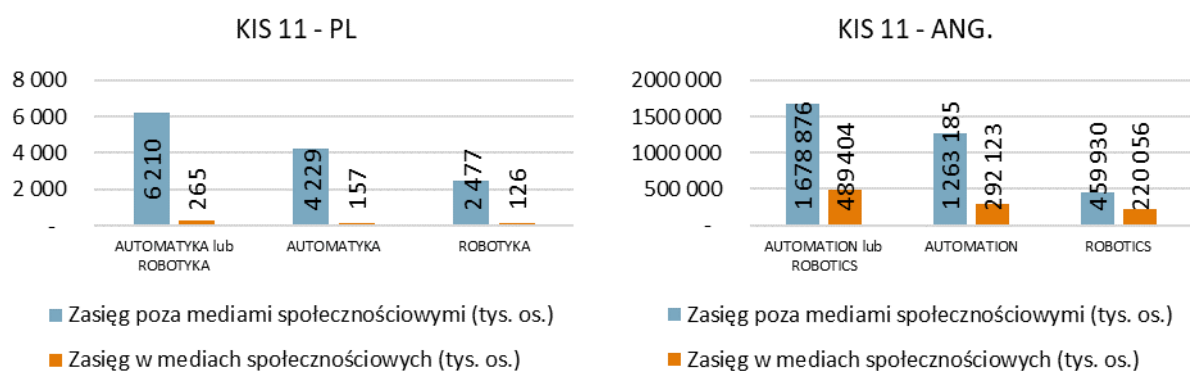 KIS 11 - PL
8 000
6 000
4 000
2 000
-
6 210
265
4 229
157
2 477
126
AUTOMATYKA lub
ROBOTYKA
AUTOMATYKA
ROBOTYKA
Zasięg poza mediami społecznościowymi (tys. os.)
Zasięg w mediach społecznościowych (tys. os.)
KIS 11 - ANG.
2000 000
1500 000
1000 000
500 000
-
1 678 876
489 404
1 263 185
292 123
459 930
220 056
AUTOMATION lub
ROBOTICS
AUTOMATION
ROBOTICS
Zasięg poza mediami społecznościowymi (tys. os.)
Zasięg w mediach społecznościowych (tys. os.)